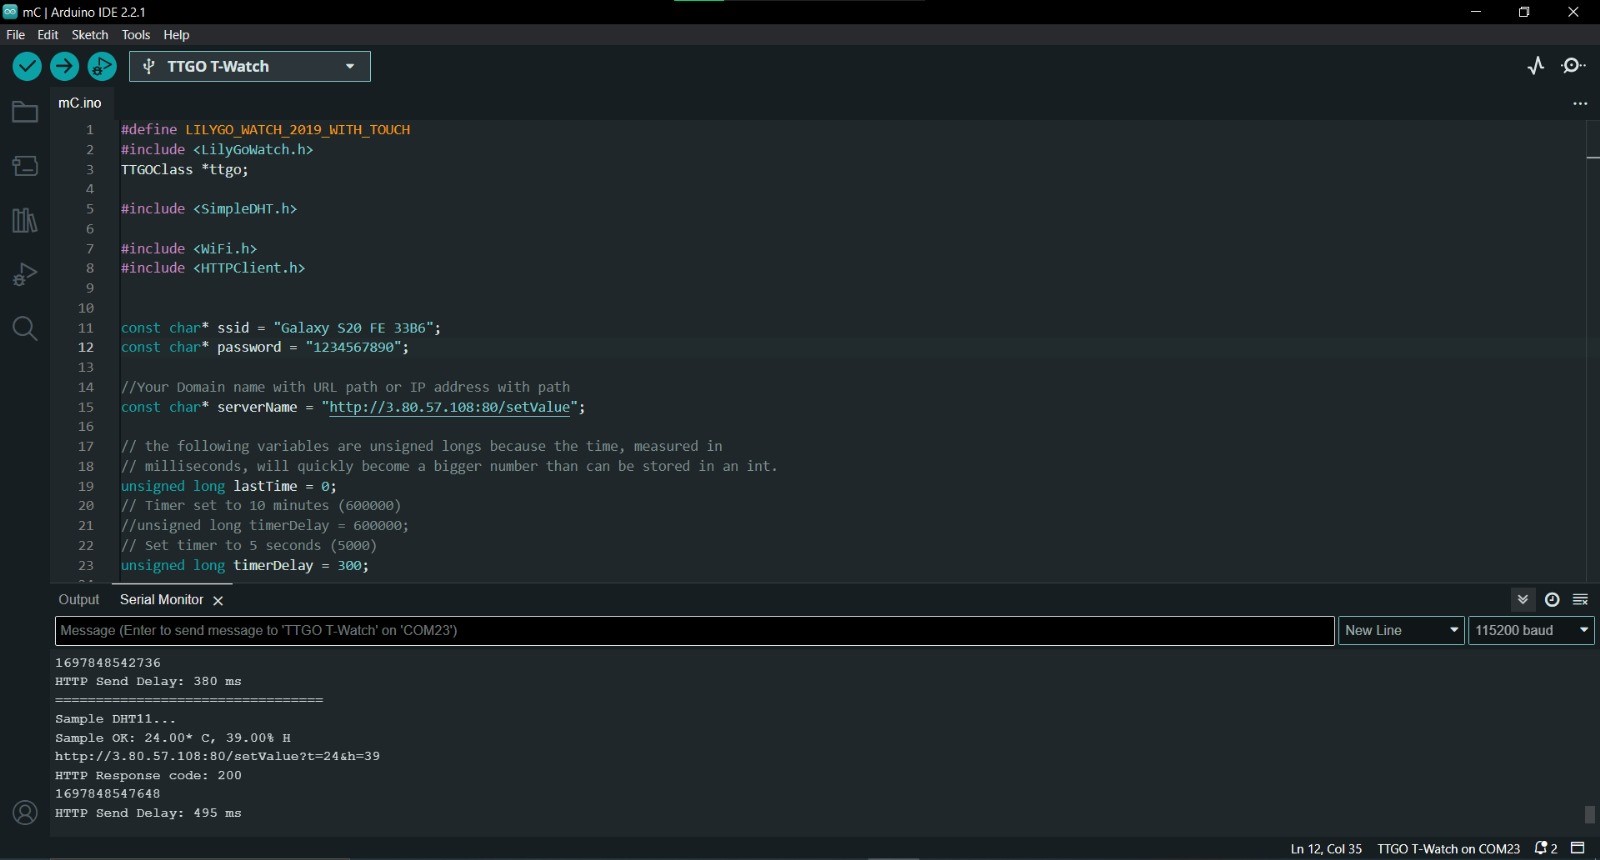 mC | Arduino IDE 2.2.1
File Edit Sketch Tools Help
TTGO T-Watch
mC.ino
1 #define LILYGO_WATCH_2019_WITH_TOUCH
2 #include <LilyGoWatch.h>
3 TTGOClass *ttgo;
4
5 #include <SimpleDHT.h>
6
7 #include <WiFi.h>
8 #include <HTTPClient.h>
9
10
11 const char* ssid = "Galaxy S20 FE 33B6";
12 const char* password = "1234567890";
13
14 //Your Domain name with URL path or IP address with path
15 const char* serverName = "http://3.80.57.108:80/setValue";
16
17 // the following variables are unsigned longs because the time, measured in
18 // milliseconds, will quickly become a bigger number than can be stored in an int.
19 unsigned long lastTime = 0;
20 // Timer set to 10 minutes (600000)
21 //unsigned long timerDelay = 600000;
22 // Set timer to 5 seconds (5000)
23 unsigned long timerDelay = 300;
Output Serial Monitor
Message (Enter to send message to 'TTGO T-Watch' on 'COM23')
New Line
115200 baud
1697848542736
HTTP Send Delay: 380 ms
=================================
Sample DHT11...
Sample OK: 24.00* C, 39.00% H
http://3.80.57.108:80/setValue?t=24&h=39
HTTP Response code: 200
1697848547648
HTTP Send Delay: 495 ms
Ln 12, Col 35 TTGO T-Watch on COM23 2